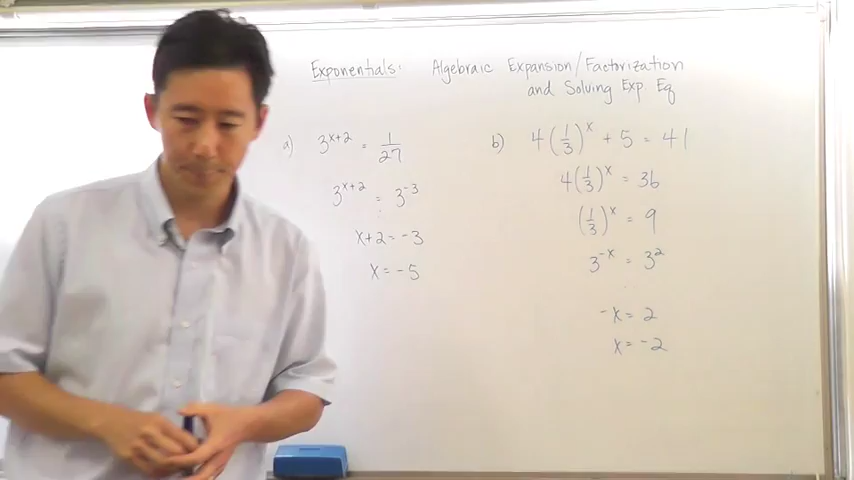 Exponentials: Algebraic Expansion/Factorization
and Solving Exp Eq
a) 3^(x+2) = 1/27
3^(x+2) = 3^(-3)
x+2 = -3
x = -5
b) 4(1/3)^x + 5 = 41
4(1/3)^x = 36
(1/3)^x = 9
3^(-x) = 3^2
-x = 2
x = -2